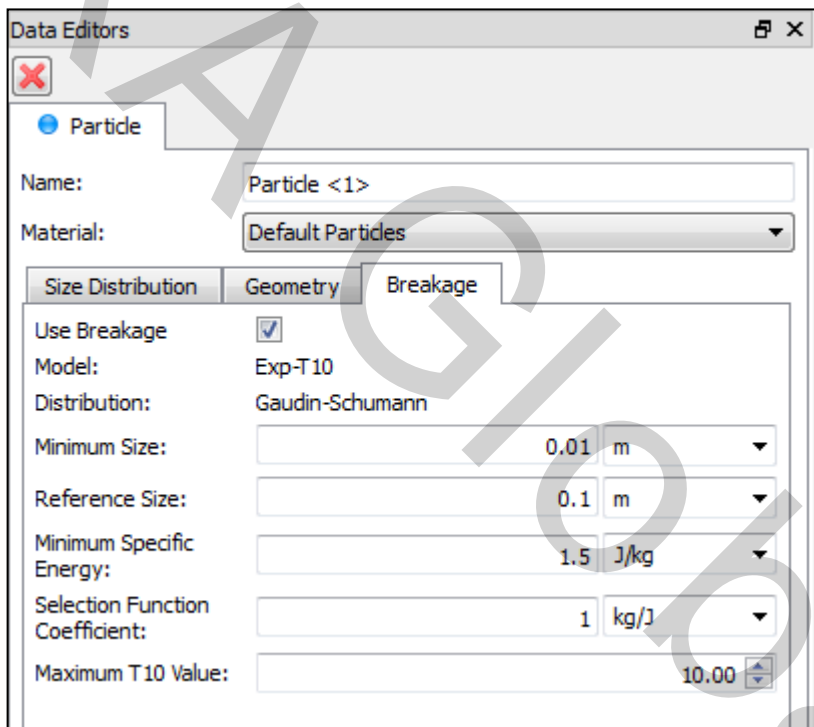 Data Editors
Particle
Name: Particle <1>
Material: Default Particles
Size Distribution Geometry Breakage
Use Breakage
Model: Exp-T10
Distribution: Gaudin-Schumann
Minimum Size: 0.01 m
Reference Size: 0.1 m
Minimum Specific
Energy: 1.5 J/kg
Selection Function
Coefficient: 1 kg/J
Maximum T10 Value: 10.00
A Glob